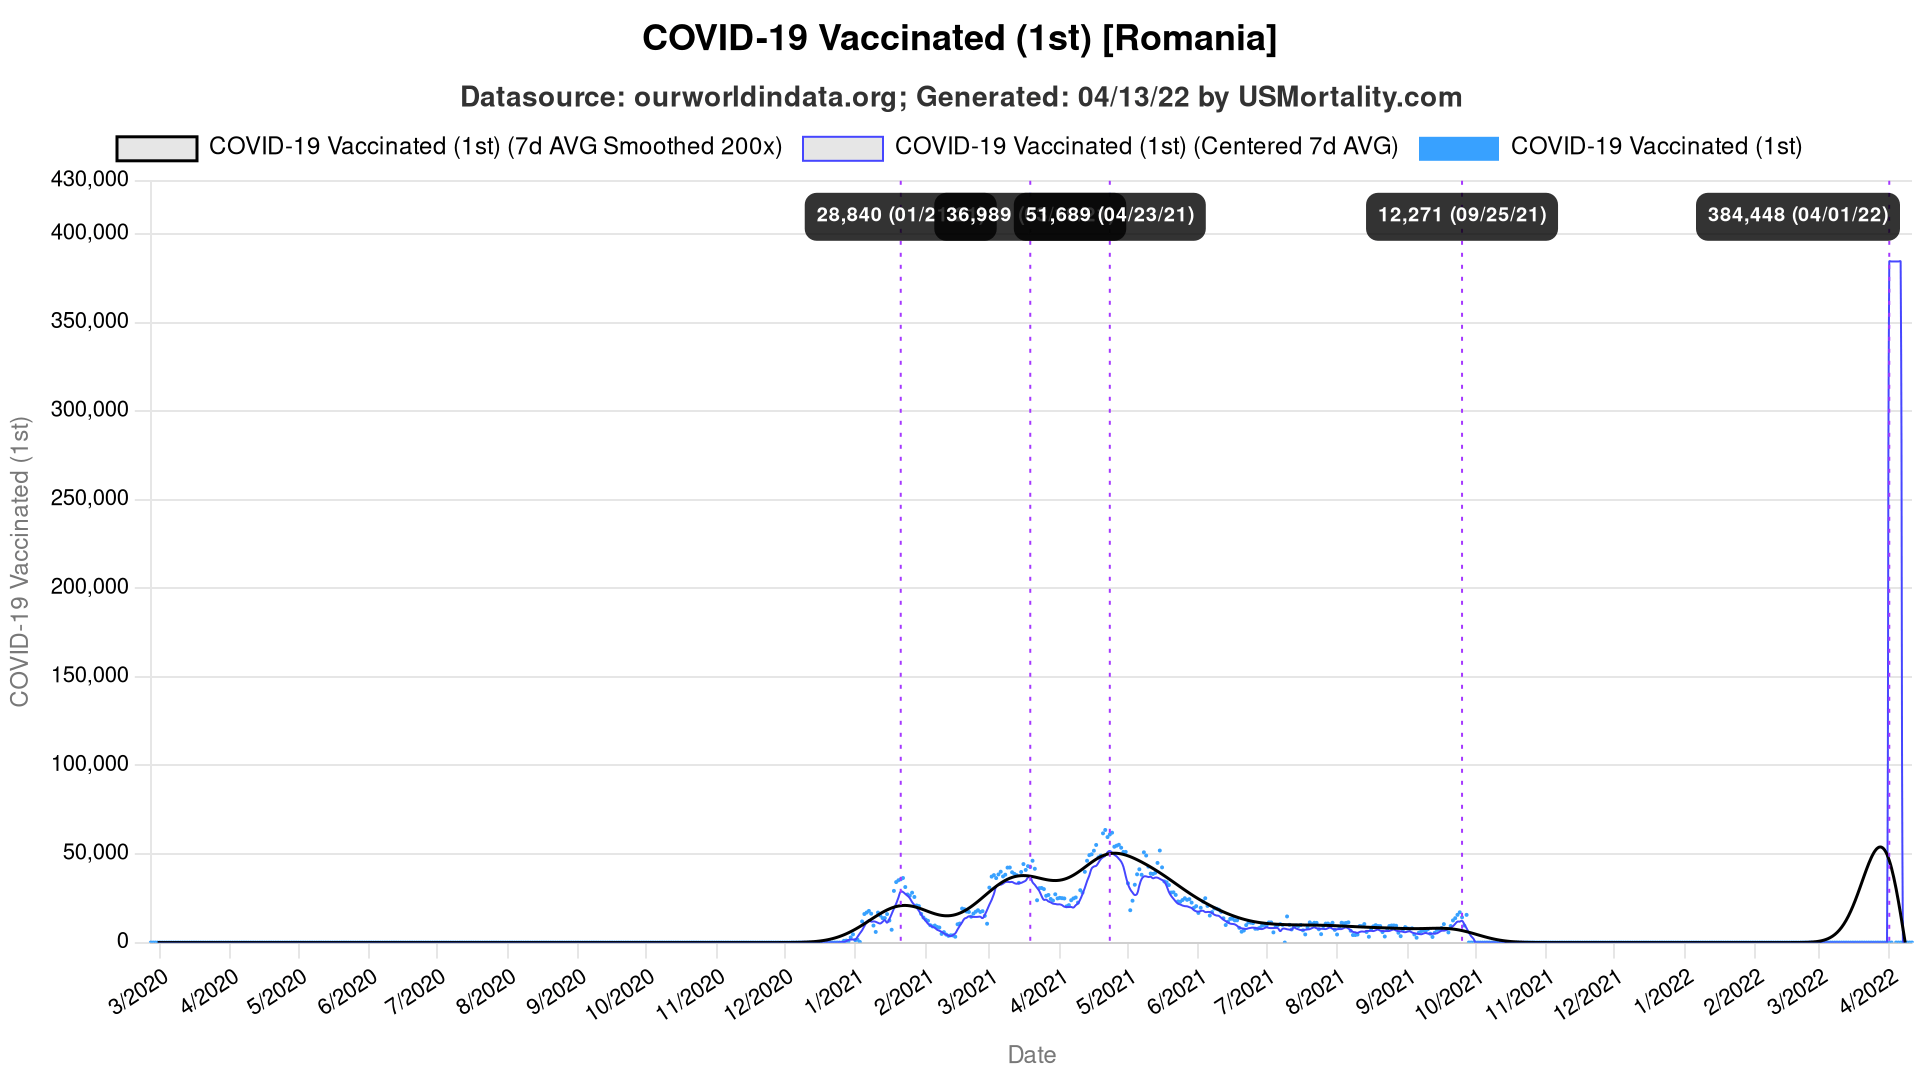 COVID-19 Vaccinated (1st) [Romania]
Datasource: ourworldindata.org; Generated: 04/13/22 by USMortality.com
COVID-19 Vaccinated (1st) (7d AVG Smoothed 200x) COVID-19 Vaccinated (1st) (Centered 7d AVG) COVID-19 Vaccinated (1st)
28,840 36,989 51,689 (04/23/21) 12,271 (09/25/21) 384,448 (04/01/22)
430,000
400,000
350,000
300,000
250,000
200,000
150,000
100,000
50,000
0
COVID-19 Vaccinated (1st)
3/2020 4/2020 5/2020 6/2020 7/2020 8/2020 9/2020 10/2020 11/2020 12/2020 1/2021 2/2021 3/2021 4/2021 5/2021 6/2021 7/2021 8/2021 9/2021 10/2021 11/2021 12/2021 1/2022 2/2022 3/2022 4/2022
Date